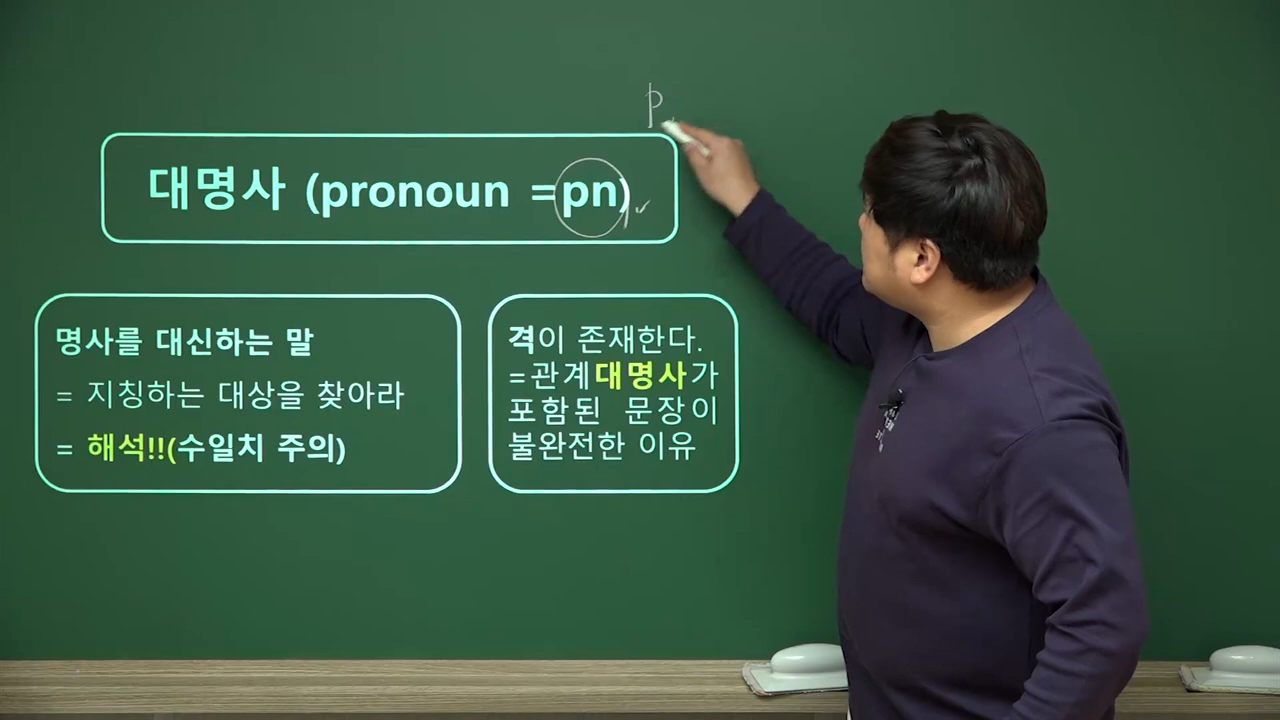 P
대명사 (pronoun =pn)
명사를 대신하는 말
= 지칭하는 대상을 찾아라
= 해석!!(수일치 주의)
격이 존재한다.
=관계대명사가
포함된 문장이
불완전한 이유